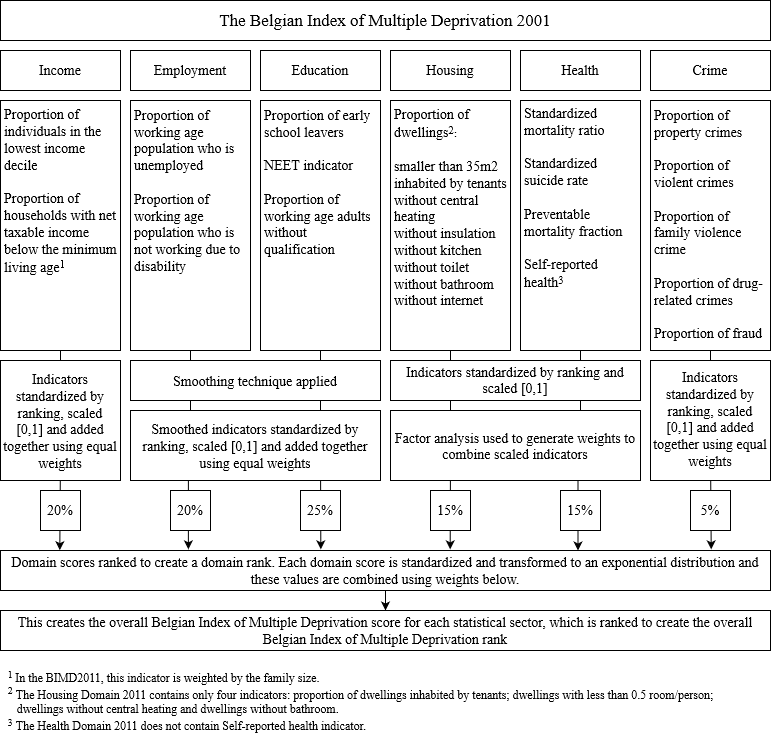 The Belgian Index of Multiple Deprivation 2001
Income
Employment
Education
Housing
Health
Crime
Proportion of
individuals in the
lowest income
decile
Proportion of
households with net
taxable income
below the minimum
living age1
Proportion of
working age
population who is
unemployed
Proportion of
working age
population who is
not working due to
disability
Proportion of early
school leavers
NEET indicator
Proportion of
working age adults
without
qualification
Proportion of
dwellings2:
smaller than 35m2
inhabited by tenants
without central
heating
without insulation
without kitchen
without toilet
without bathroom
without internet
Standardized
mortality ratio
Standardized
suicide rate
Preventable
mortality fraction
Self-reported
health3
Proportion of
property crimes
Proportion of
violent crimes
Proportion of
family violence
crime
Proportion of drug-
related crimes
Proportion of fraud
Indicators
standardized by
ranking, scaled
[0,1] and added
together using equal
weights
Smoothing technique applied
Smoothed indicators standardized by
ranking, scaled [0,1] and added together
using equal weights
Indicators standardized by ranking and
scaled [0,1]
Factor analysis used to generate weights to
combine scaled indicators
Indicators
standardized by
ranking, scaled
[0,1] and added
together using equal
weights
20%
20%
25%
15%
15%
5%
Domain scores ranked to create a domain rank. Each domain score is standardized and transformed to an exponential distribution and
these values are combined using weights below.
This creates the overall Belgian Index of Multiple Deprivation score for each statistical sector, which is ranked to create the overall
Belgian Index of Multiple Deprivation rank
1 In the BIMD2011, this indicator is weighted by the family size.
2 The Housing Domain 2011 contains only four indicators: proportion of dwellings inhabited by tenants; dwellings with less than 0.5 room/person;
dwellings without central heating and dwellings without bathroom.
3 The Health Domain 2011 does not contain Self-reported health indicator.